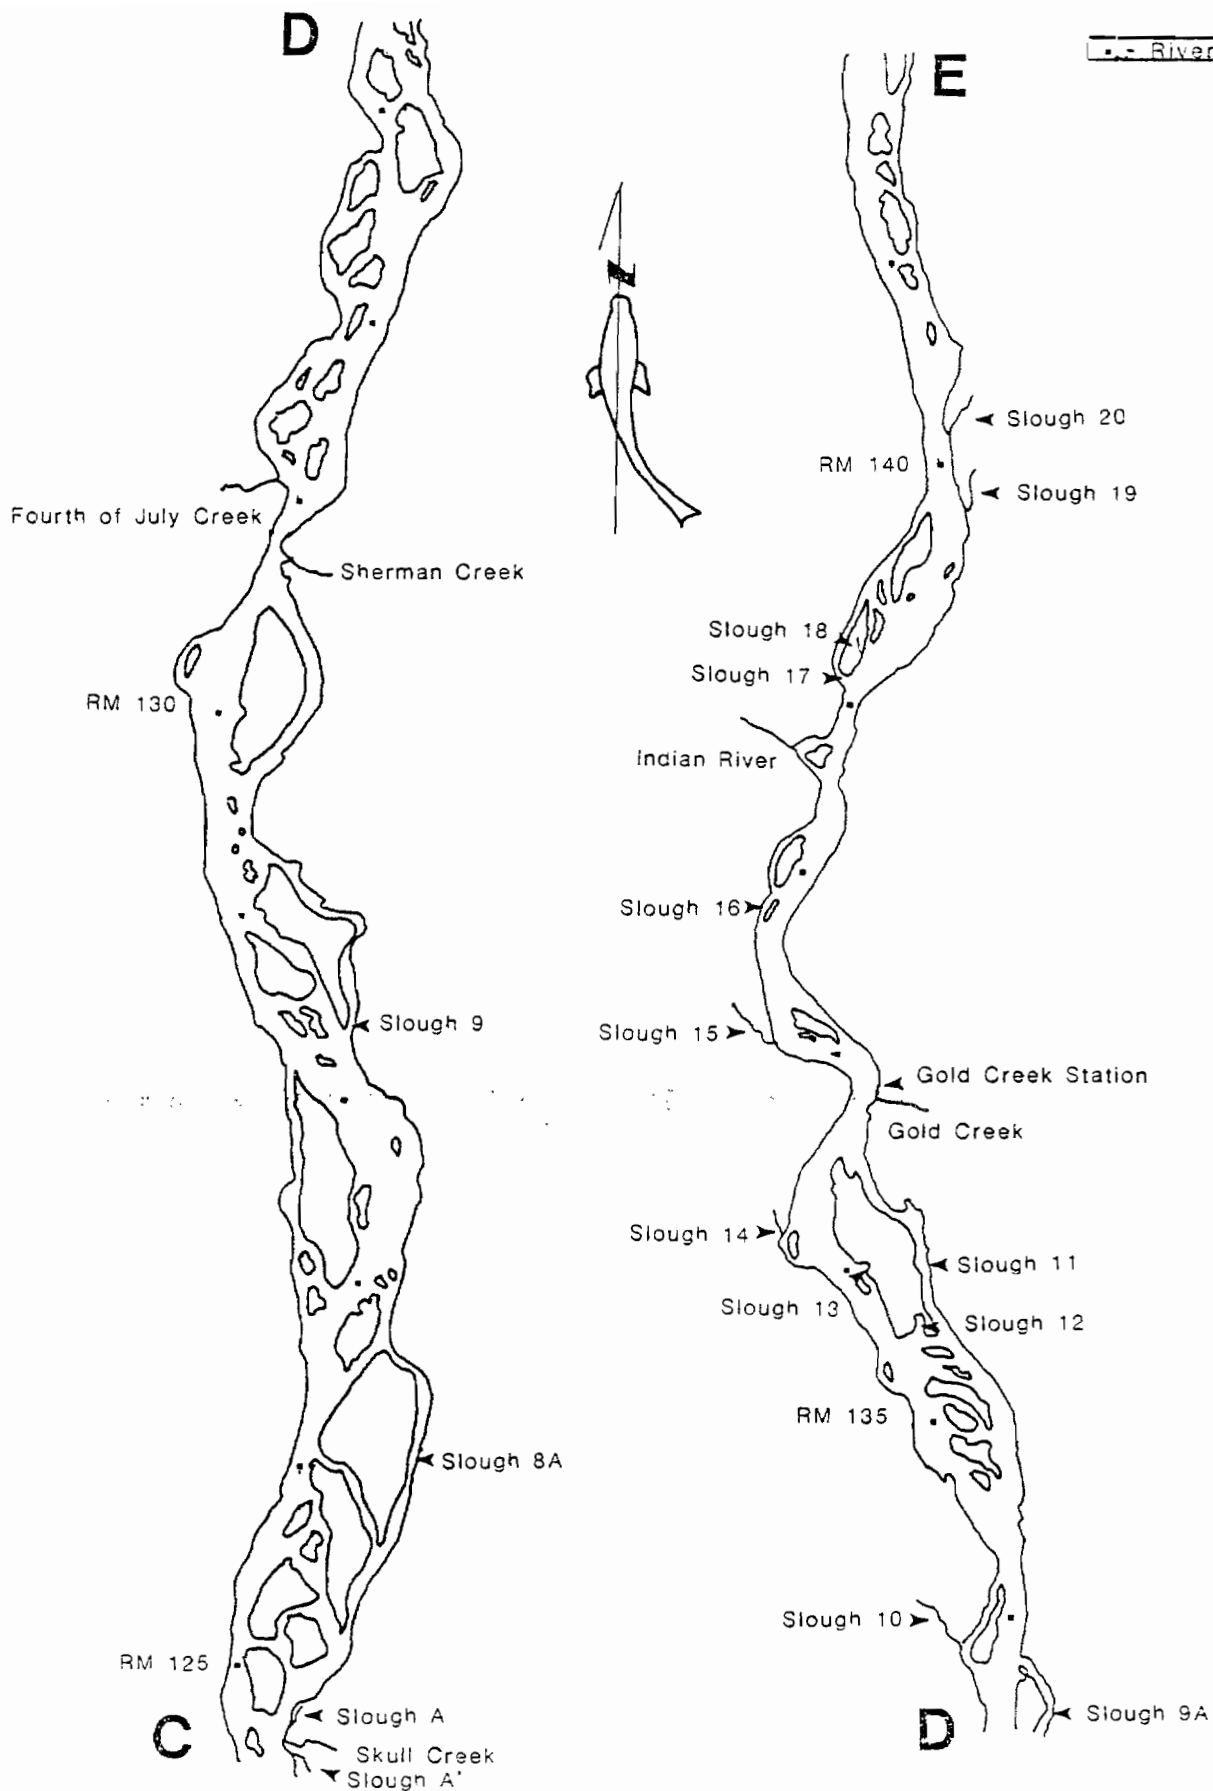 D
E
River
N
Slough 20
RM 140
Slough 19
Fourth of July Creek
Sherman Creek
Slough 18
Slough 17
RM 130
Indian River
Slough 16
Slough 9
Slough 15
Gold Creek Station
Gold Creek
Slough 14
Slough 11
Slough 13
Slough 12
RM 135
Slough 8A
Slough 10
RM 125
Slough A
Slough 9A
C
D
Skull Creek
Slough A'